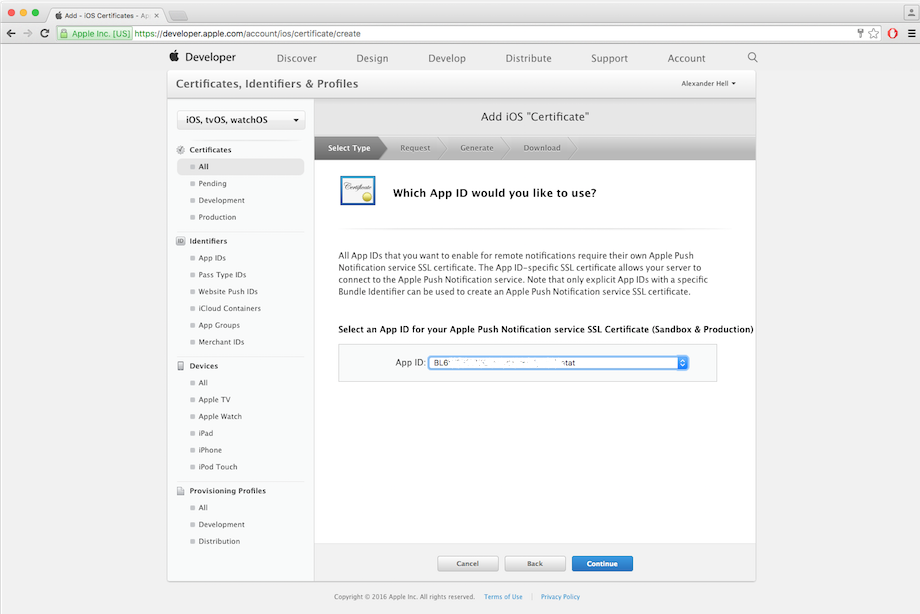 Add - iOS Certificates - Ap
Apple Inc. [US] https://developer.apple.com/account/ios/certificate/create
Developer Discover Design Develop Distribute Support Account
Certificates, Identifiers & Profiles Alexander Hell
iOS, tvOS, watchOS
Add iOS "Certificate"
Select Type Request Generate Download
Certificates
All
Pending
Development
Production
Identifiers
App IDs
Pass Type IDs
Website Push IDs
iCloud Containers
App Groups
Merchant IDs
Devices
All
Apple TV
Apple Watch
iPad
iPhone
iPod Touch
Provisioning Profiles
All
Development
Distribution
Certificate
Which App ID would you like to use?
All App IDs that you want to enable for remote notifications require their own Apple Push
Notification service SSL certificate. The App ID-specific SSL certificate allows your server to
connect to the Apple Push Notification service. Note that only explicit App IDs with a specific
Bundle Identifier can be used to create an Apple Push Notification service SSL certificate.
Select an App ID for your Apple Push Notification service SSL Certificate (Sandbox & Production)
App ID: BL6 tat
Cancel Back Continue
Copyright © 2016 Apple Inc. All rights reserved. Terms of Use Privacy Policy